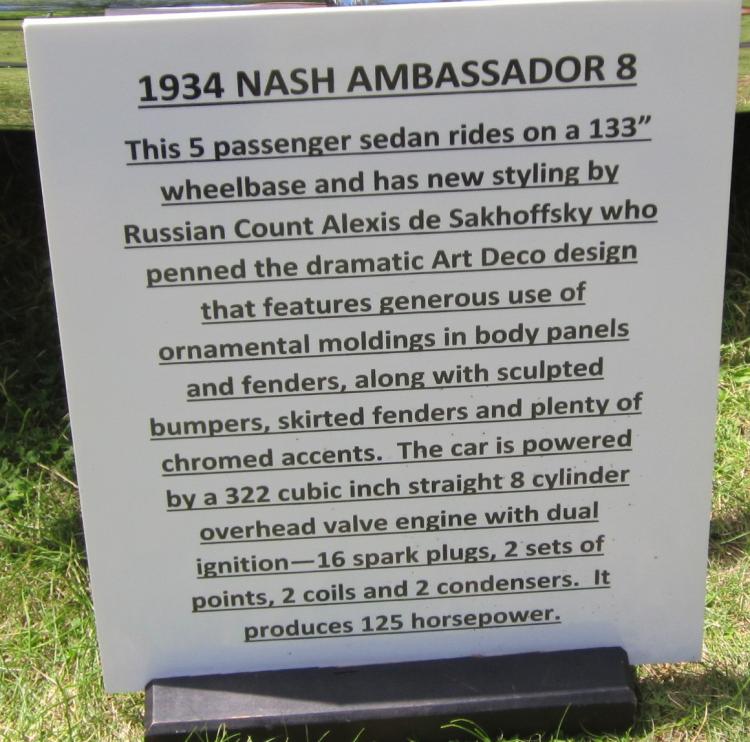 1934 NASH AMBASSADOR 8
This 5 passenger sedan rides on a 133”
wheelbase and has new styling by
Russian Count Alexis de Sakhoffsky who
penned the dramatic Art Deco design
that features generous use of
ornamental moldings in body panels
and fenders, along with sculpted
bumpers, skirted fenders and plenty of
chromed accents.  The car is powered
by a 322 cubic inch straight 8 cylinder
overhead valve engine with dual
ignition—16 spark plugs, 2 sets of
points, 2 coils and 2 condensers.  It
produces 125 horsepower.